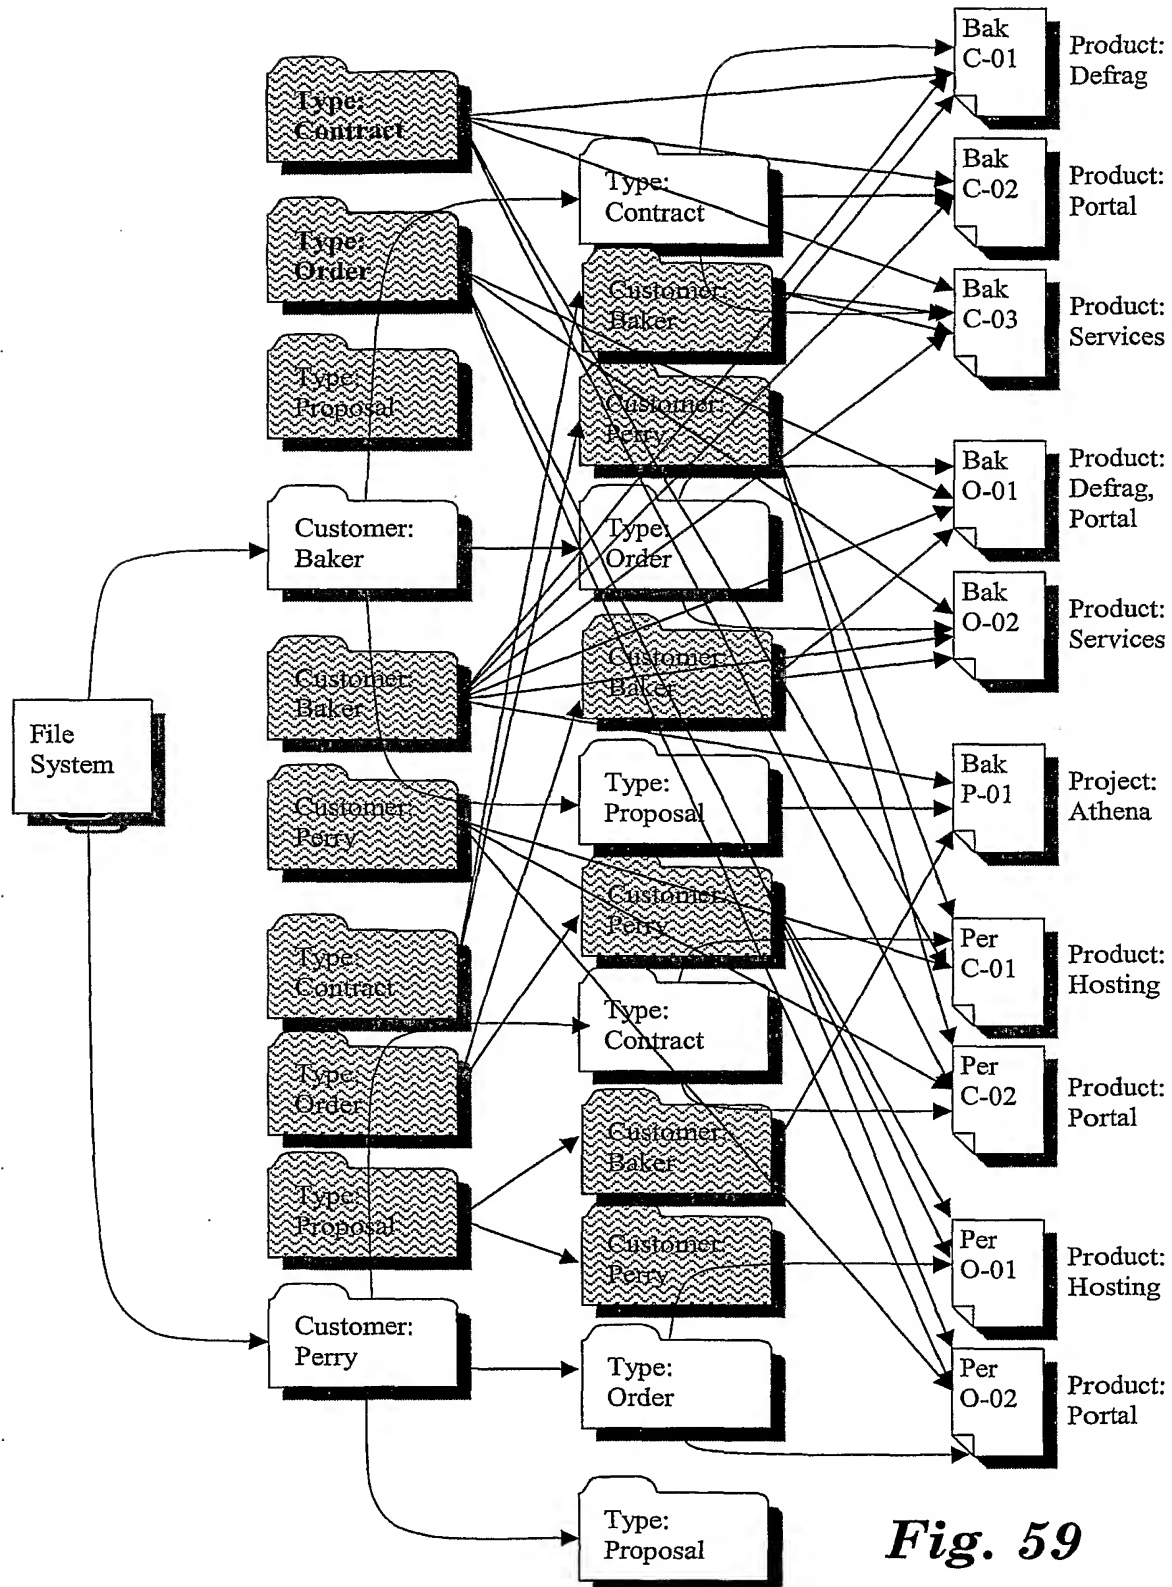 File
System
Type:
Contract
Type:
Order
Type:
Proposal
Customer:
Baker
Customer:
Baker
Customer:
Perry
Type:
Contract
Type:
Order
Type:
Proposal
Customer:
Perry
Type:
Contract
Customer:
Baker
Customer:
Perry
Type:
Order
Customer:
Baker
Type:
Proposal
Customer:
Perry
Type:
Contract
Customer:
Baker
Customer:
Perry
Type:
Order
Type:
Proposal
Bak
C-01
Product:
Defrag
Bak
C-02
Product:
Portal
Bak
C-03
Product:
Services
Bak
O-01
Product:
Defrag,
Portal
Bak
O-02
Product:
Services
Bak
P-01
Project:
Athena
Per
C-01
Product:
Hosting
Per
C-02
Product:
Portal
Per
O-01
Product:
Hosting
Per
O-02
Product:
Portal
Fig. 59